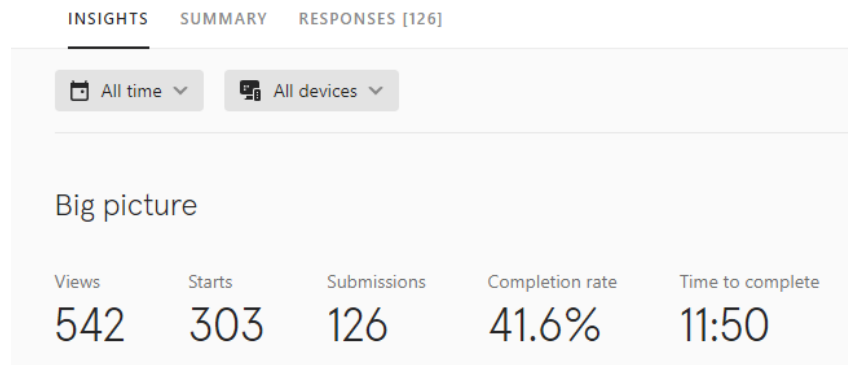 INSIGHTS SUMMARY RESPONSES [126]
All time All devices
Big picture
Views Starts Submissions Completion rate Time to complete
542 303 126 41.6% 11:50